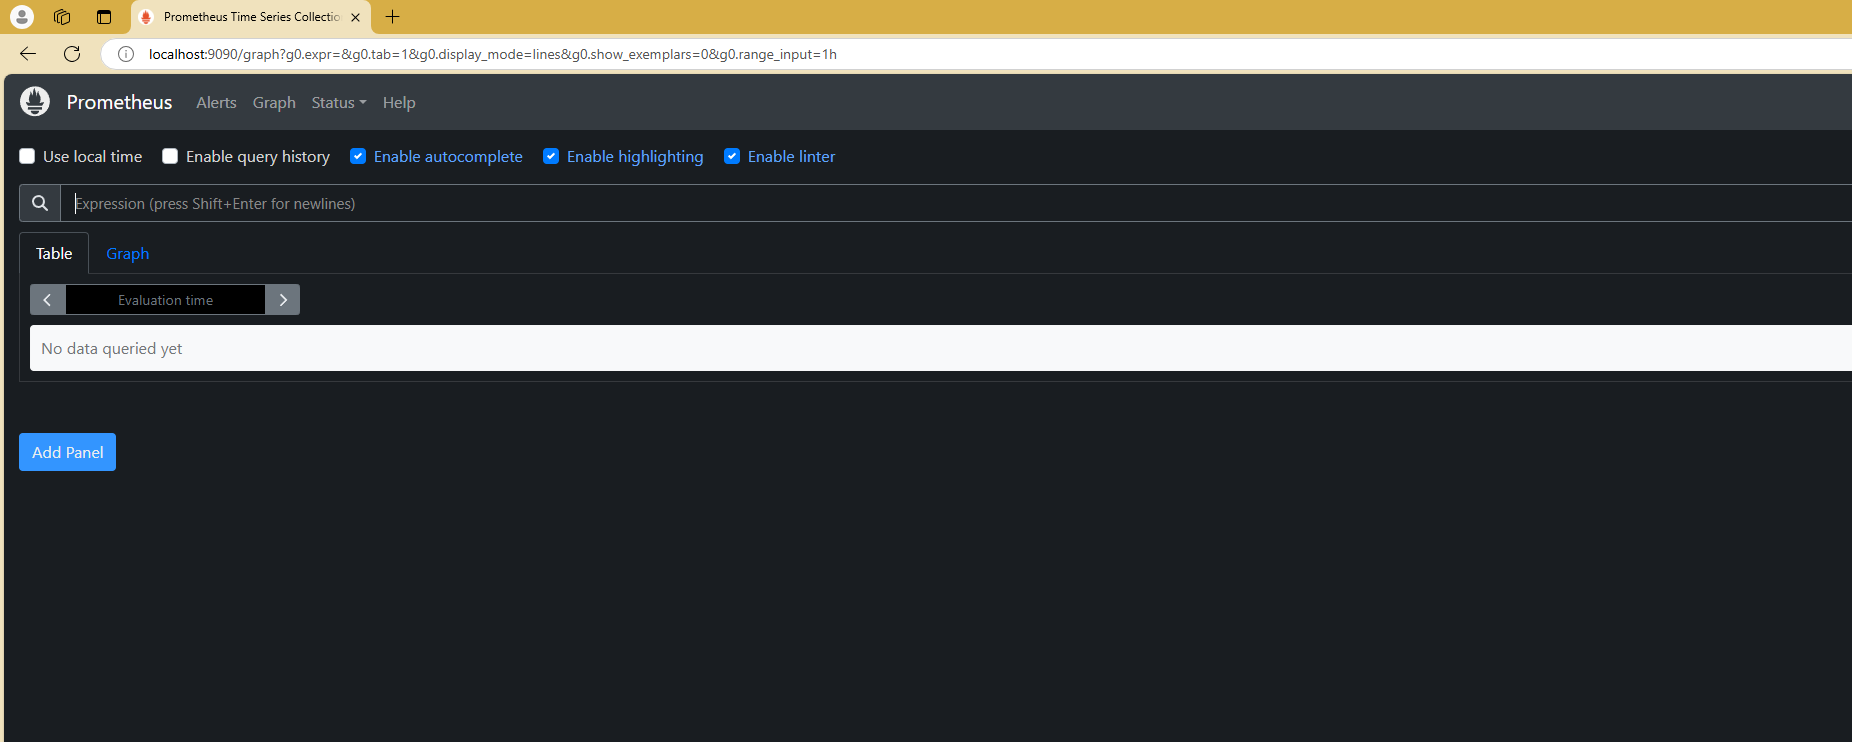 Prometheus Time Series Collectio
localhost:9090/graph?g0.expr=&g0.tab=1&g0.display_mode=lines&g0.show_exemplars=0&g0.range_input=1h
Prometheus Alerts Graph Status Help
Use local time Enable query history Enable autocomplete Enable highlighting Enable linter
Expression (press Shift+Enter for newlines)
Table Graph
Evaluation time
No data queried yet
Add Panel